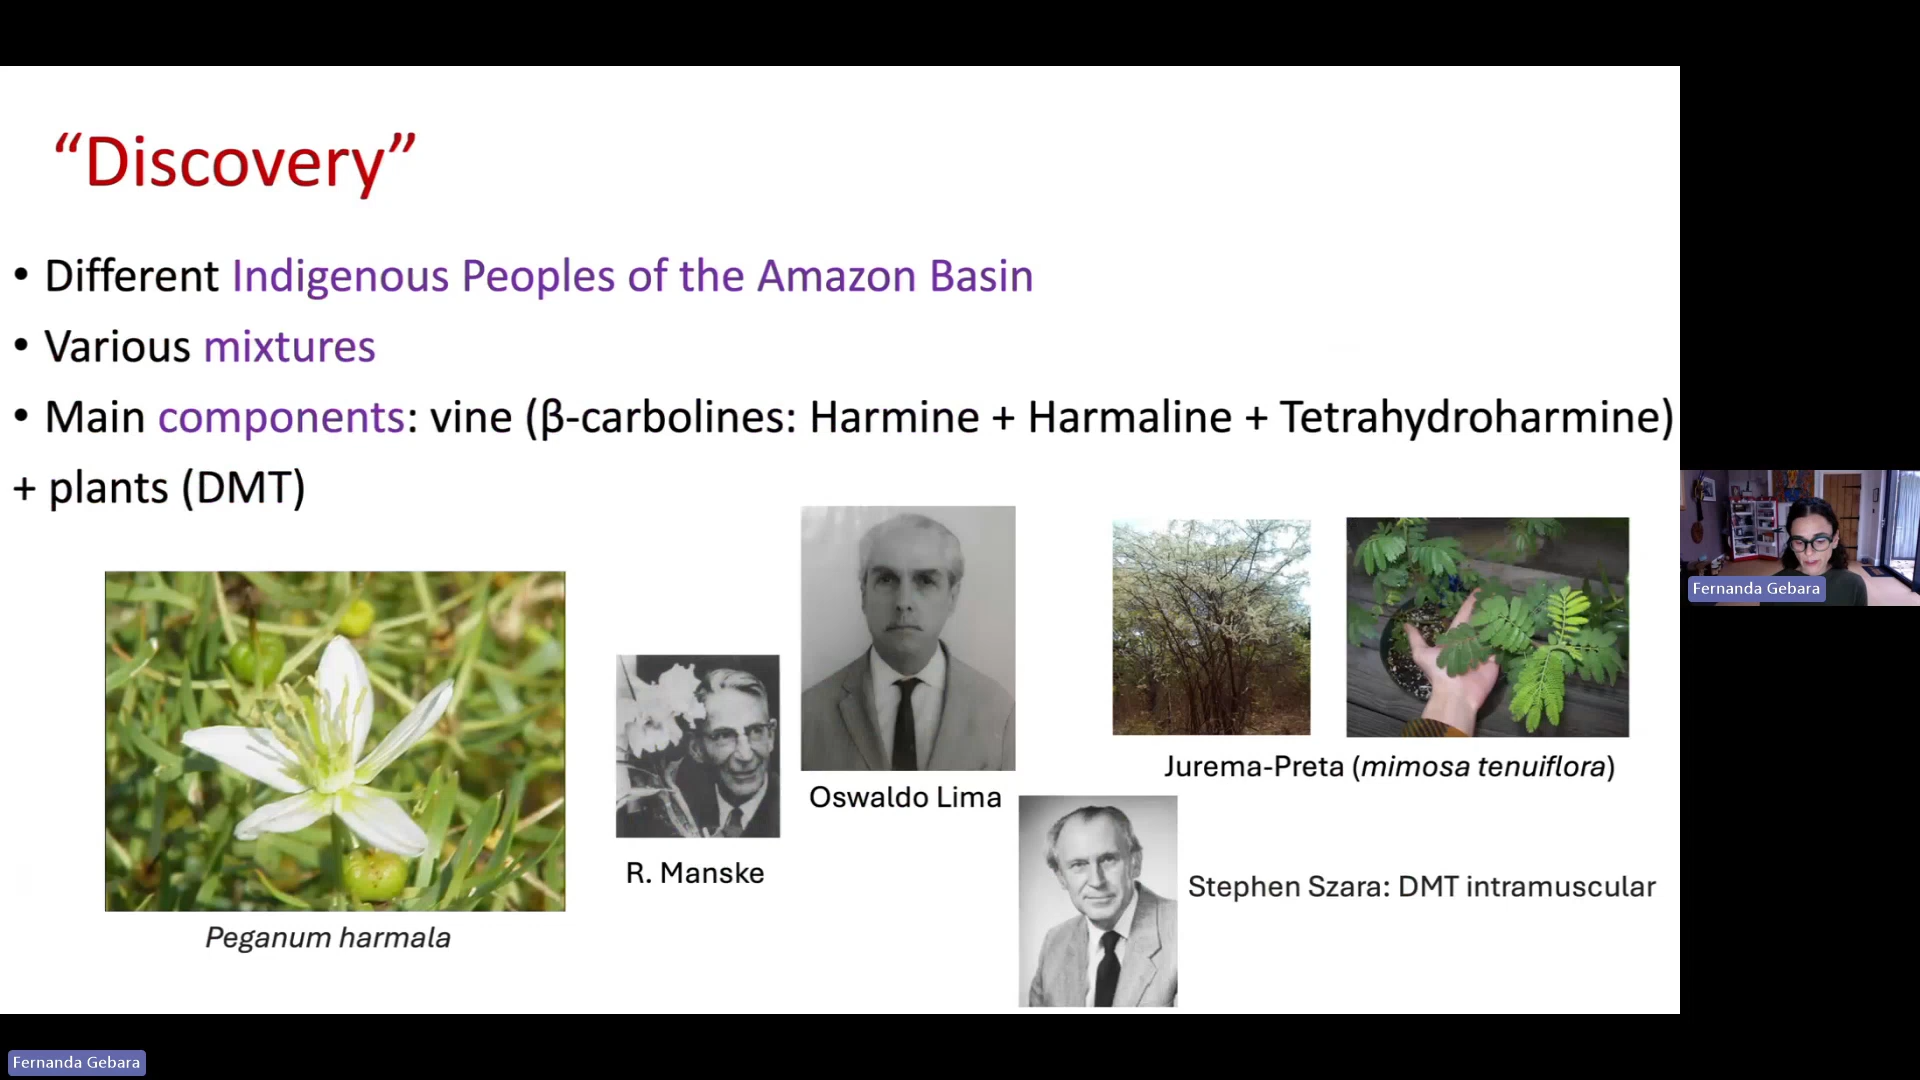 “Discovery”
• Different Indigenous Peoples of the Amazon Basin
• Various mixtures
• Main components: vine (β-carbolines: Harmine + Harmaline + Tetrahydroharmine)
+ plants (DMT)
Peganum harmala
R. Manske
Oswaldo Lima
Jurema-Preta (mimosa tenuiflora)
Stephen Szara: DMT intramuscular
Fernanda Gebara
Fernanda Gebara